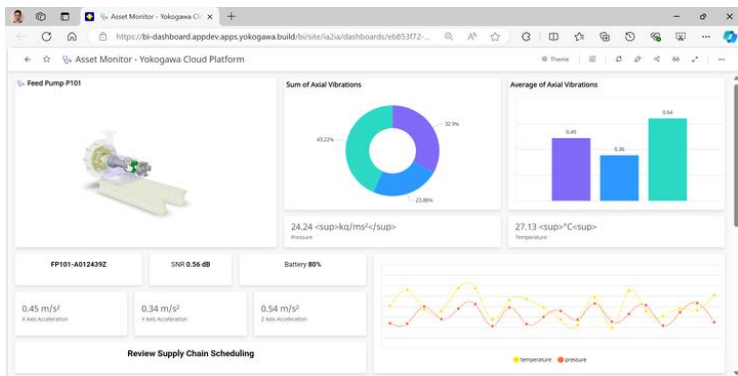 Asset Monitor - Yokogawa Cl
https://bi-dashboard.appdev.apps.yokogawa.build/bi/site/ia2ia/dashboards/eb853f72-...
Asset Monitor - Yokogawa Cloud Platform
Theme
Feed Pump P101
Sum of Axial Vibrations
43.22%
32.9%
23.88%
Average of Axial Vibrations
0.49
0.36
0.64
24.24 <sup>kq/ms²</sup>
Pressure
27.13 <sup>°C<sup>
Temperature
FP101-A012439Z
SNR 0.56 dB
Battery 80%
0.45 m/s²
X Axis Acceleration
0.34 m/s²
Y Axis Acceleration
0.54 m/s²
Z Axis Acceleration
Review Supply Chain Scheduling
temperature
pressure